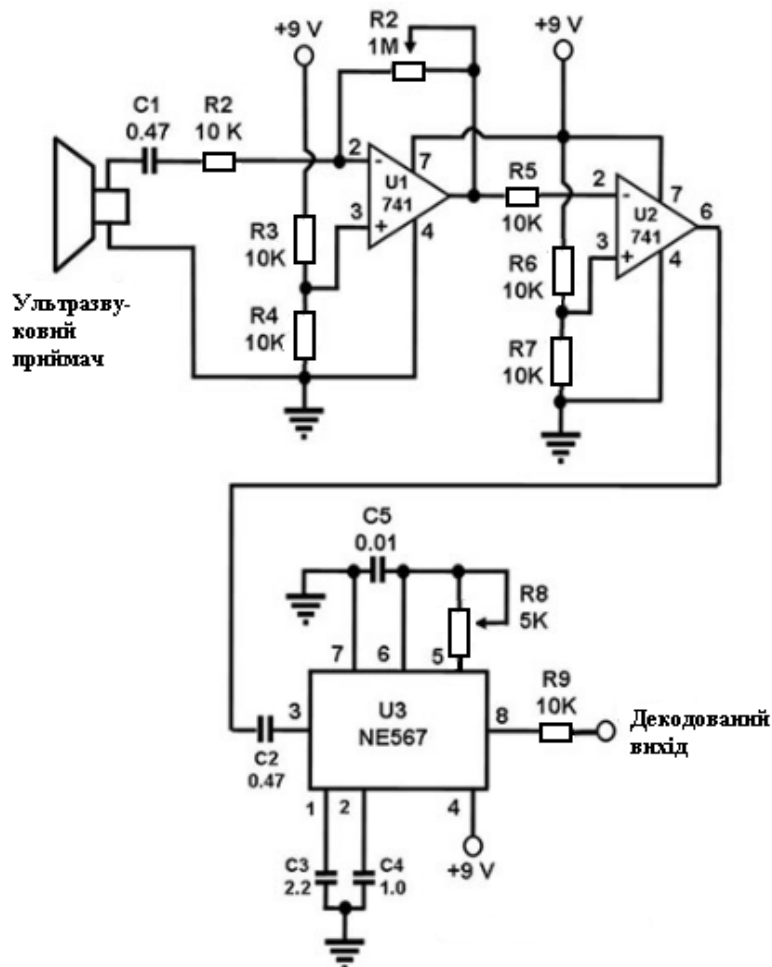 +9 V
R2
1M
+9 V
C1
0.47
R2
10 K
2
-
7
U1
741
3
+
4
R3
10K
R4
10K
R5
10K
2
-
7
U2
741
6
3
+
4
R6
10K
R7
10K
Ультразву-
ковий
приймач
C5
0.01
R8
5K
7
6
5
U3
NE567
3
8
R9
10K
Декодований
вихід
C2
0.47
1
2
4
+9 V
C3
2.2
C4
1.0